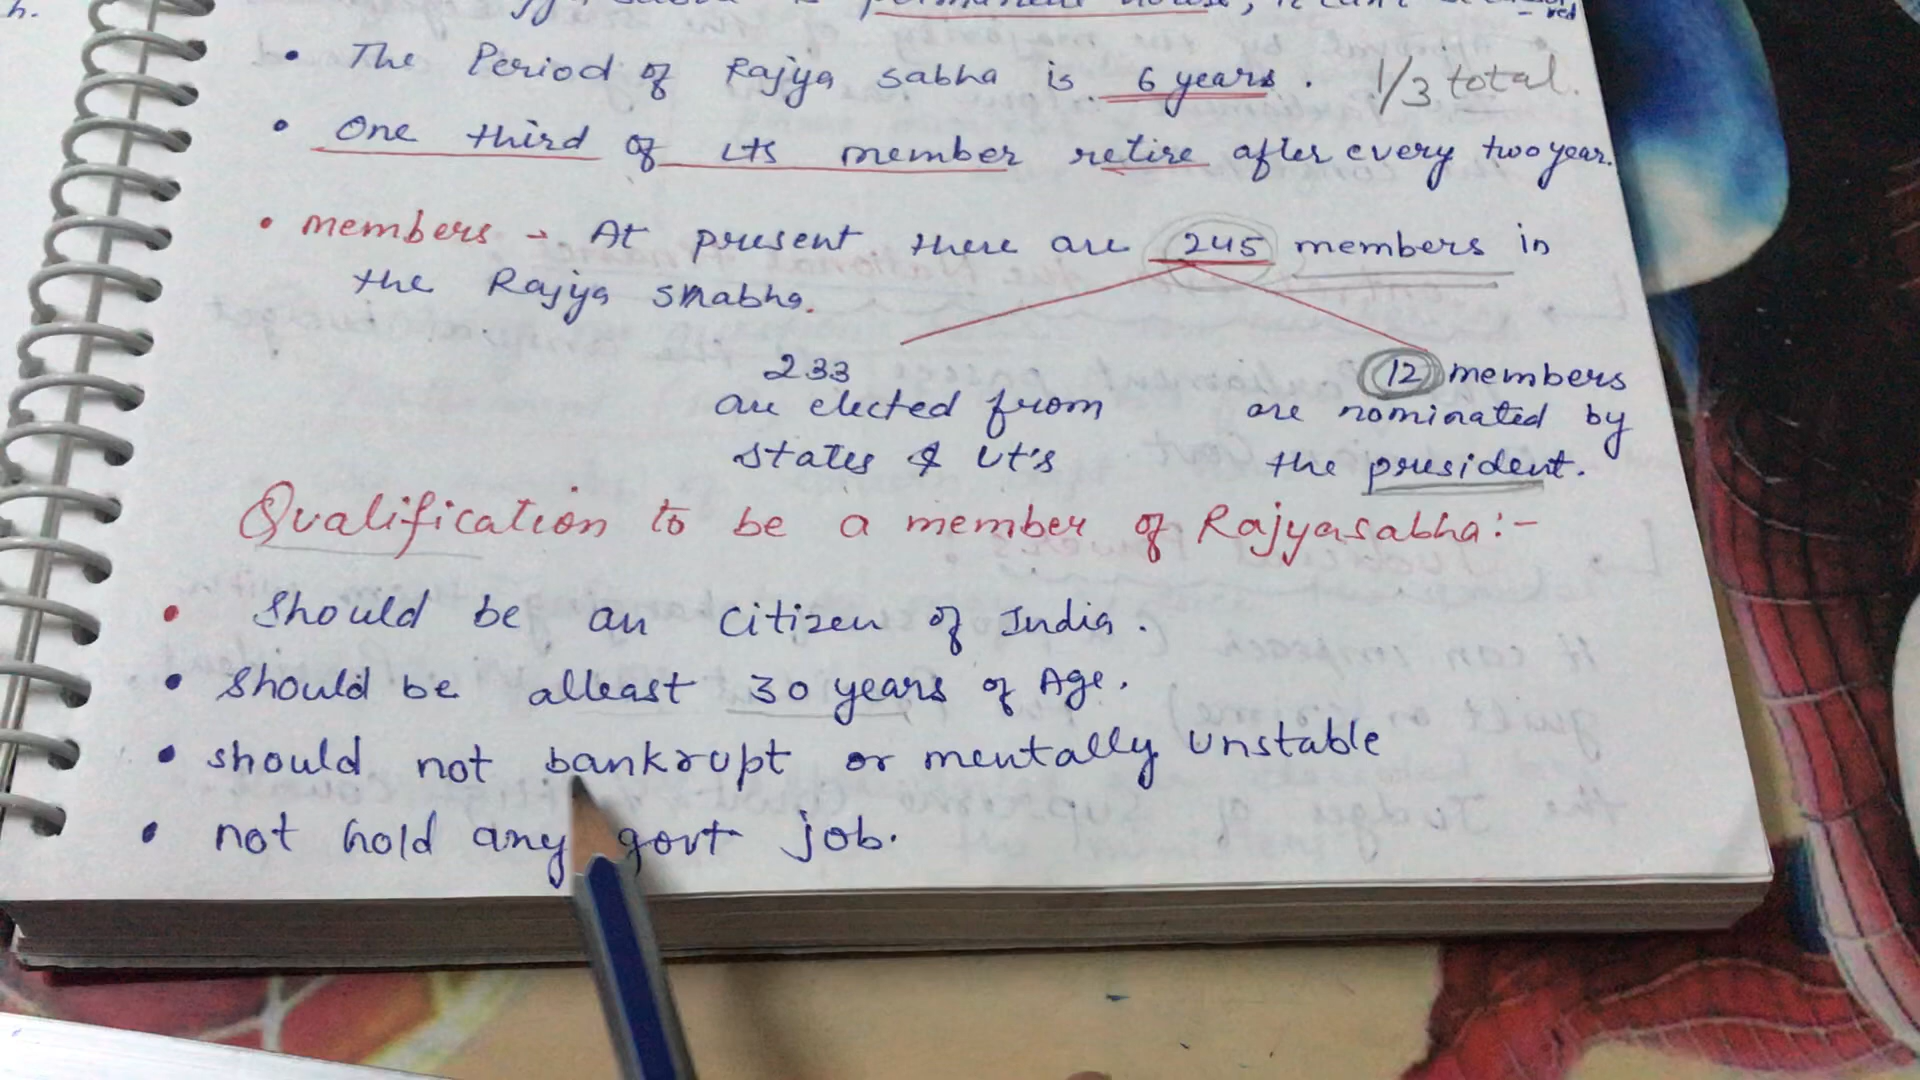 permanent house,
• The Period of Rajya sabha is 6 years. 1/3 total.
• One third of its member retire after every two year.
• members - At present there are 245 members in
the Rajya sabha.
233
are elected from
states & UT's
12 members
are nominated by
the president.
Qualification to be a member of Rajyasabha:-
• Should be an citizen of India.
• Should be atleast 30 years of Age.
• should not bankrupt or mentally unstable
• not hold any govt job.